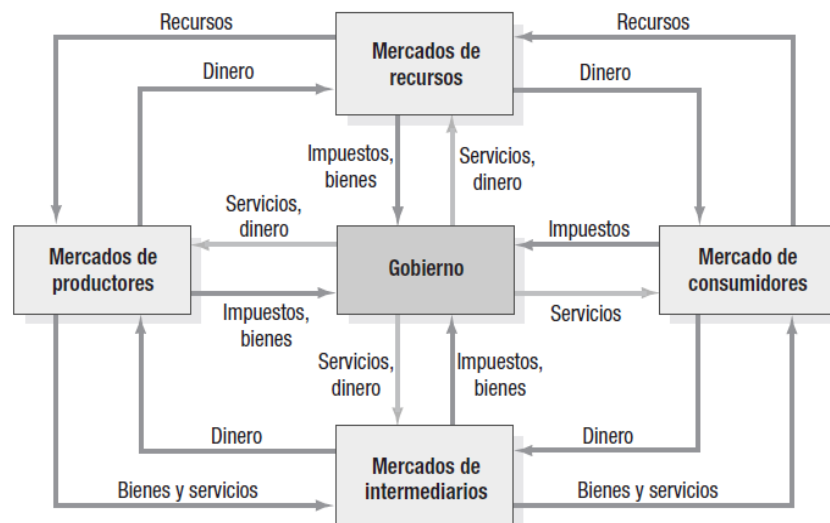 Recursos
Mercados de
recursos
Recursos
Dinero
Dinero
Impuestos,
bienes
Servicios,
dinero
Servicios,
dinero
Impuestos
Mercados de
productores
Gobierno
Mercado de
consumidores
Impuestos,
bienes
Servicios
Servicios,
dinero
Impuestos,
bienes
Dinero
Dinero
Mercados de
intermediarios
Bienes y servicios
Bienes y servicios